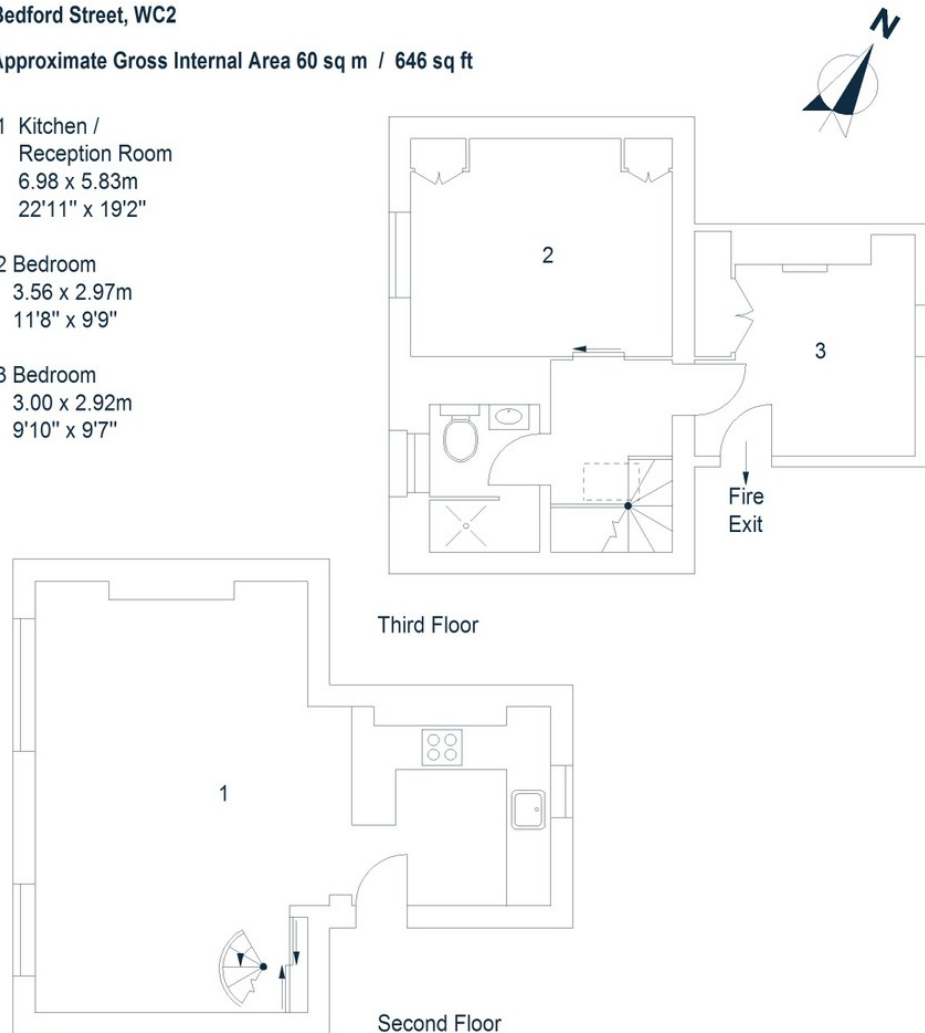 Bedford Street, WC2
Approximate Gross Internal Area 60 sq m / 646 sq ft
N
1 Kitchen /
Reception Room
6.98 x 5.83m
22'11" x 19'2"
2 Bedroom
3.56 x 2.97m
11'8" x 9'9"
3 Bedroom
3.00 x 2.92m
9'10" x 9'7"
2
3
Fire
Exit
Third Floor
1
Second Floor